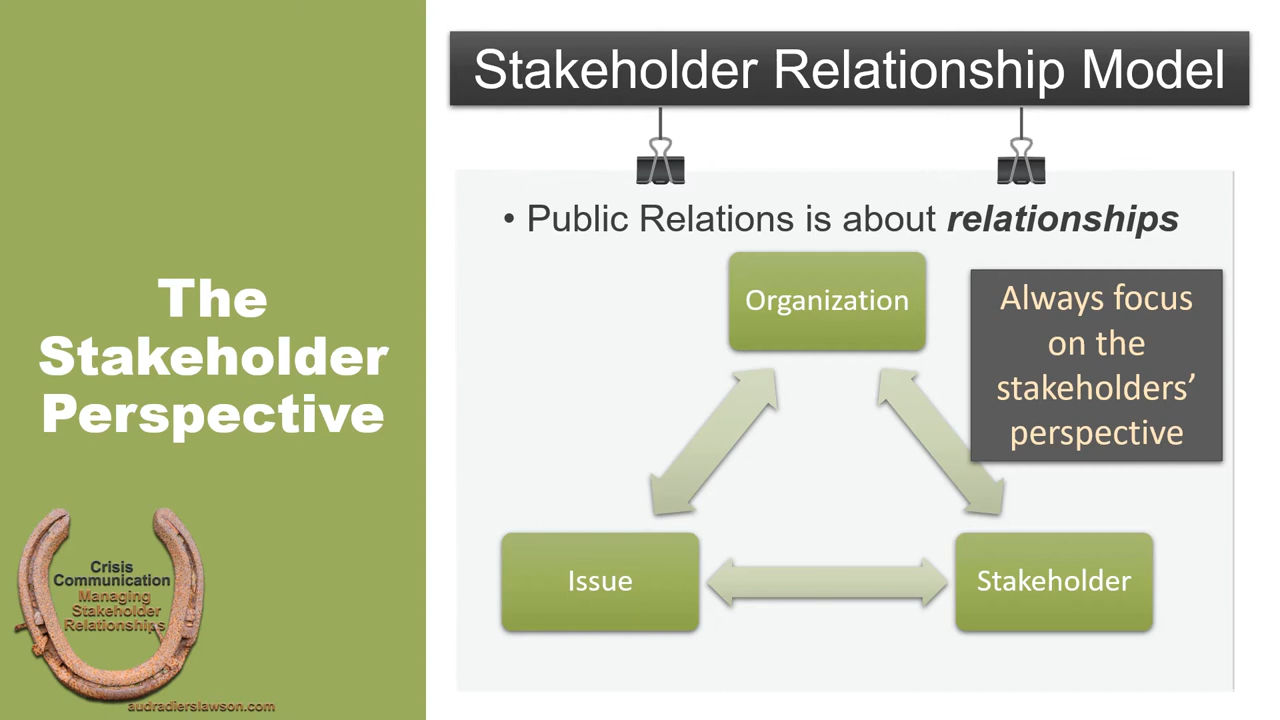 The
Stakeholder
Perspective
Crisis
Communication
Managing
Stakeholder
Relationships
audradierslawson.com
Stakeholder Relationship Model
• Public Relations is about relationships
Organization
Always focus
on the
stakeholders’
perspective
Issue
Stakeholder